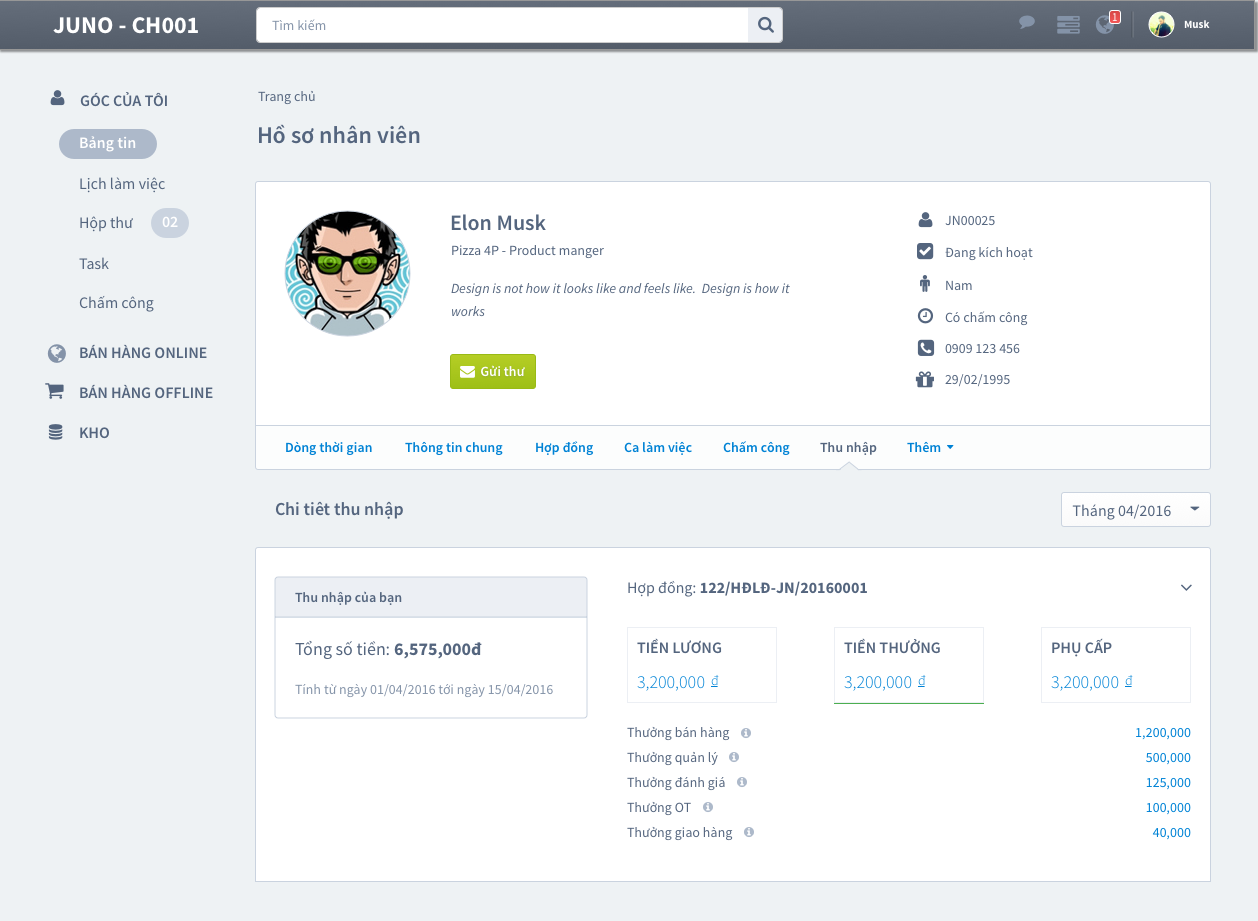 JUNO - CH001
Tìm kiếm
1
Musk
GÓC CỦA TÔI
Bảng tin
Lịch làm việc
Hộp thư 02
Task
Chấm công
BÁN HÀNG ONLINE
BÁN HÀNG OFFLINE
KHO
Trang chủ
Hồ sơ nhân viên
Elon Musk
Pizza 4P - Product manger
Design is not how it looks like and feels like. Design is how it
works
Gửi thư
JN00025
Đang kích hoạt
Nam
Có chấm công
0909 123 456
29/02/1995
Dòng thời gian Thông tin chung Hợp đồng Ca làm việc Chấm công Thu nhập Thêm
Chi tiêt thu nhập
Tháng 04/2016
Thu nhập của bạn
Tổng số tiền: 6,575,000đ
Tính từ ngày 01/04/2016 tới ngày 15/04/2016
Hợp đồng: 122/HĐLĐ-JN/20160001
TIỀN LƯƠNG
3,200,000 ₫
TIỀN THƯỞNG
3,200,000 ₫
PHỤ CẤP
3,200,000 ₫
Thưởng bán hàng 1,200,000
Thưởng quản lý 500,000
Thưởng đánh giá 125,000
Thưởng OT 100,000
Thưởng giao hàng 40,000